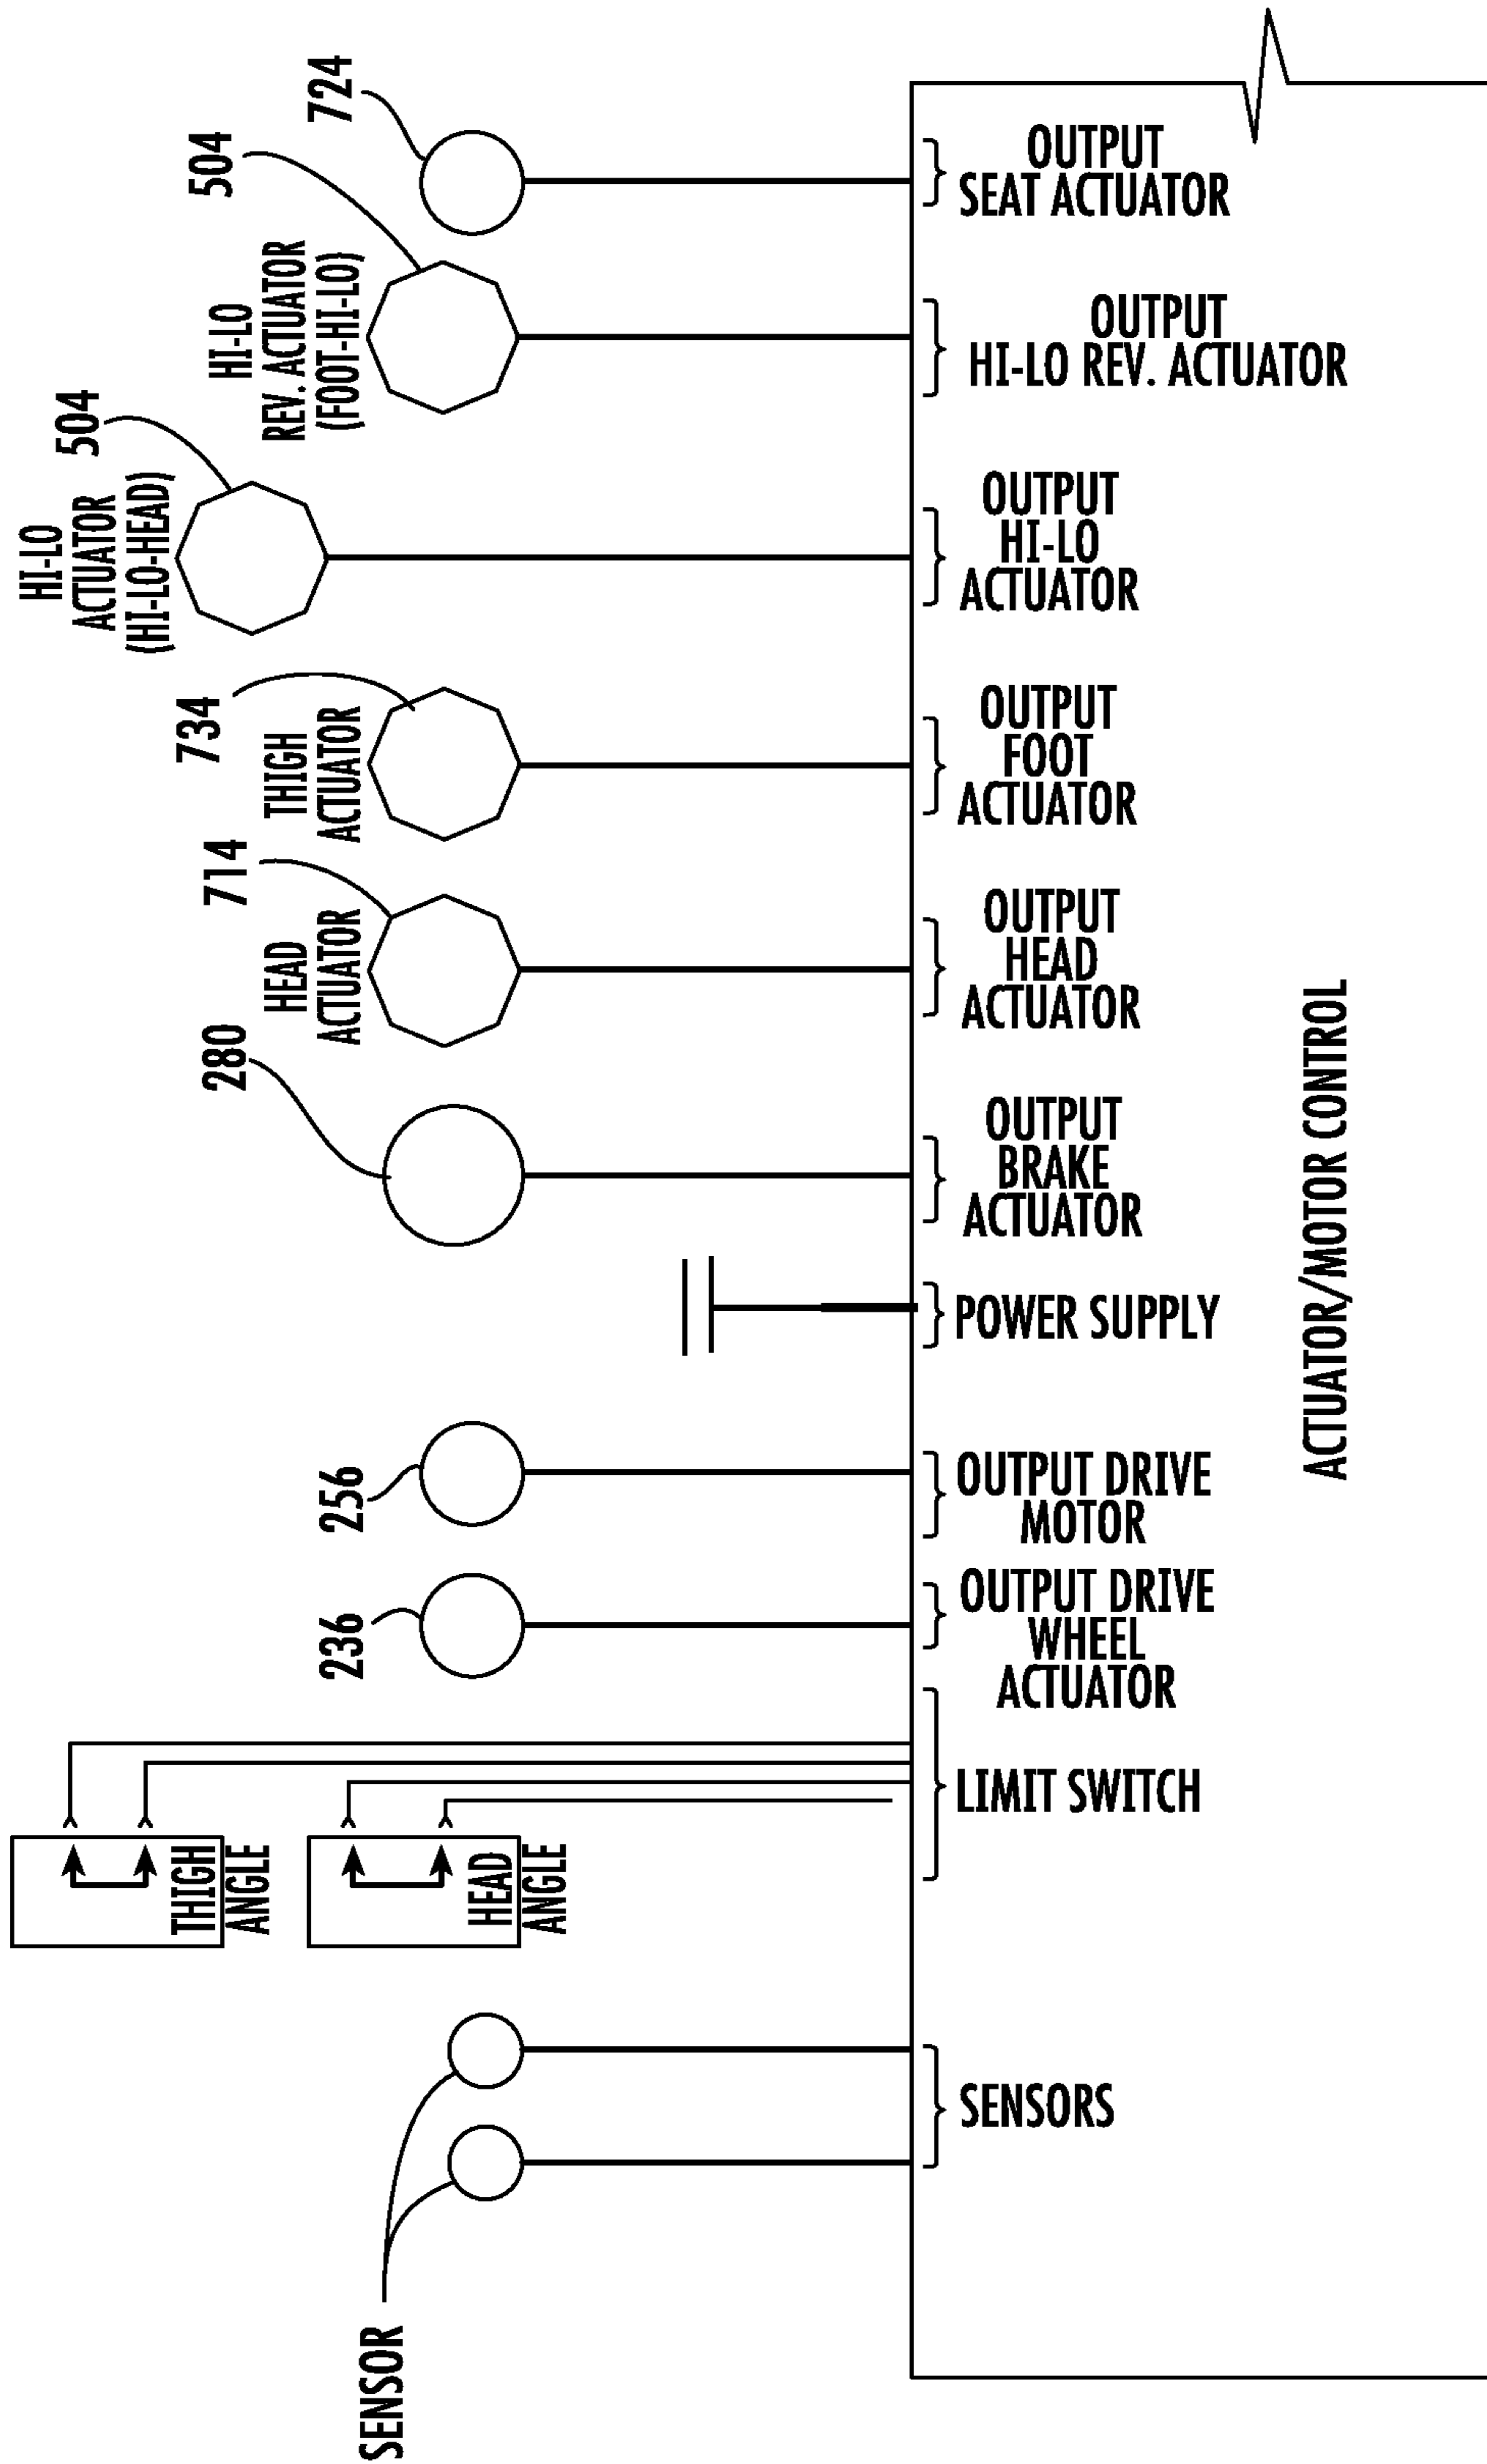 724
504
HI-LO
REV. ACTUATOR
(FOOT-HI-LO)
504
HI-LO
ACTUATOR
(HI-LO-HEAD)
734
THIGH
ACTUATOR
714
HEAD
ACTUATOR
280
256
236
THIGH
ANGLE
HEAD
ANGLE
SENSOR
OUTPUT
SEAT ACTUATOR
OUTPUT
HI-LO REV. ACTUATOR
OUTPUT
HI-LO
ACTUATOR
OUTPUT
FOOT
ACTUATOR
OUTPUT
HEAD
ACTUATOR
OUTPUT
BRAKE
ACTUATOR
POWER SUPPLY
OUTPUT DRIVE
MOTOR
OUTPUT DRIVE
WHEEL
ACTUATOR
LIMIT SWITCH
SENSORS
ACTUATOR/MOTOR CONTROL